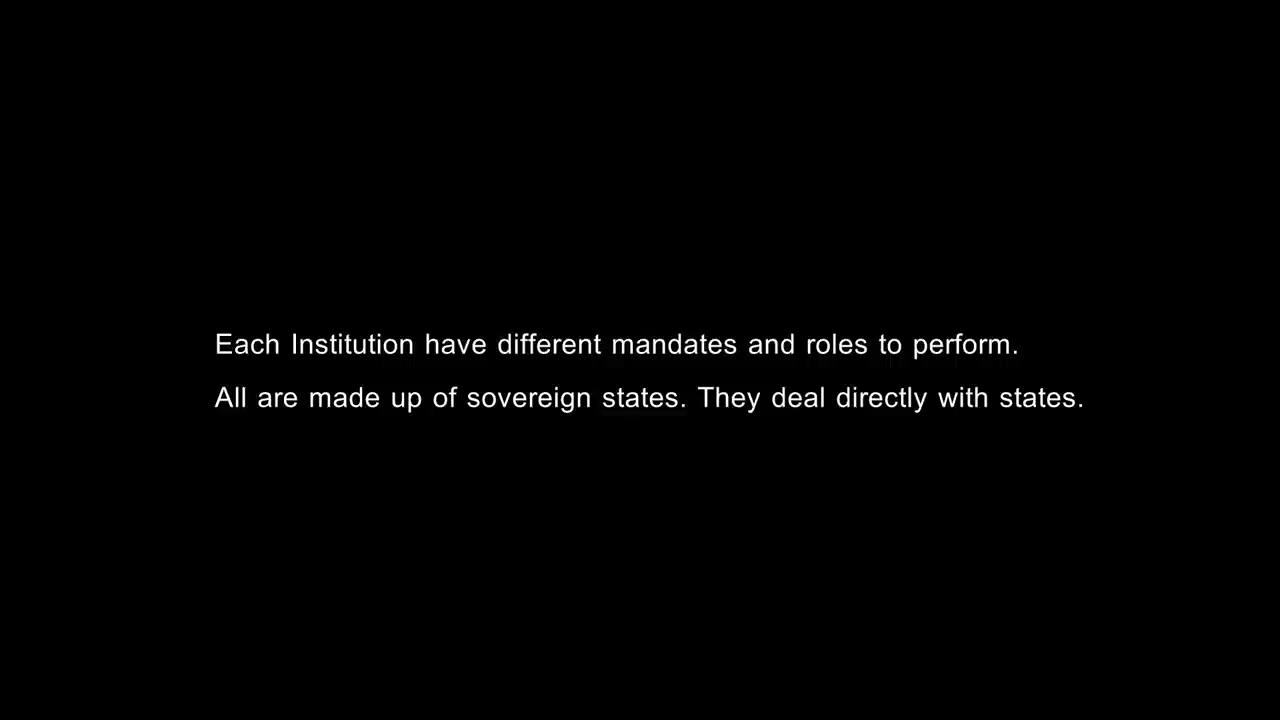 Each Institution have different mandates and roles to perform.
All are made up of sovereign states. They deal directly with states.